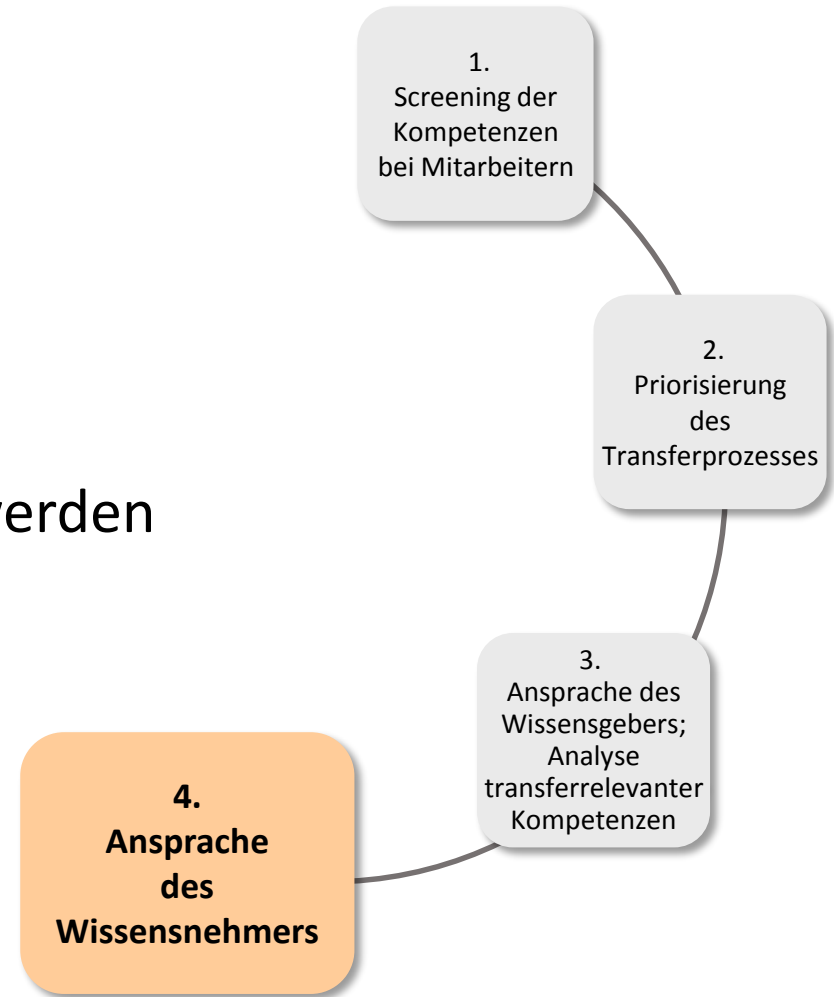 1.
Screening der
Kompetenzen
bei Mitarbeitern
2.
Priorisierung
des
Transferprozesses
3.
Ansprache des
Wissensgebers;
Analyse
transferrelevanter
Kompetenzen
4.
Ansprache
des
Wissensnehmers